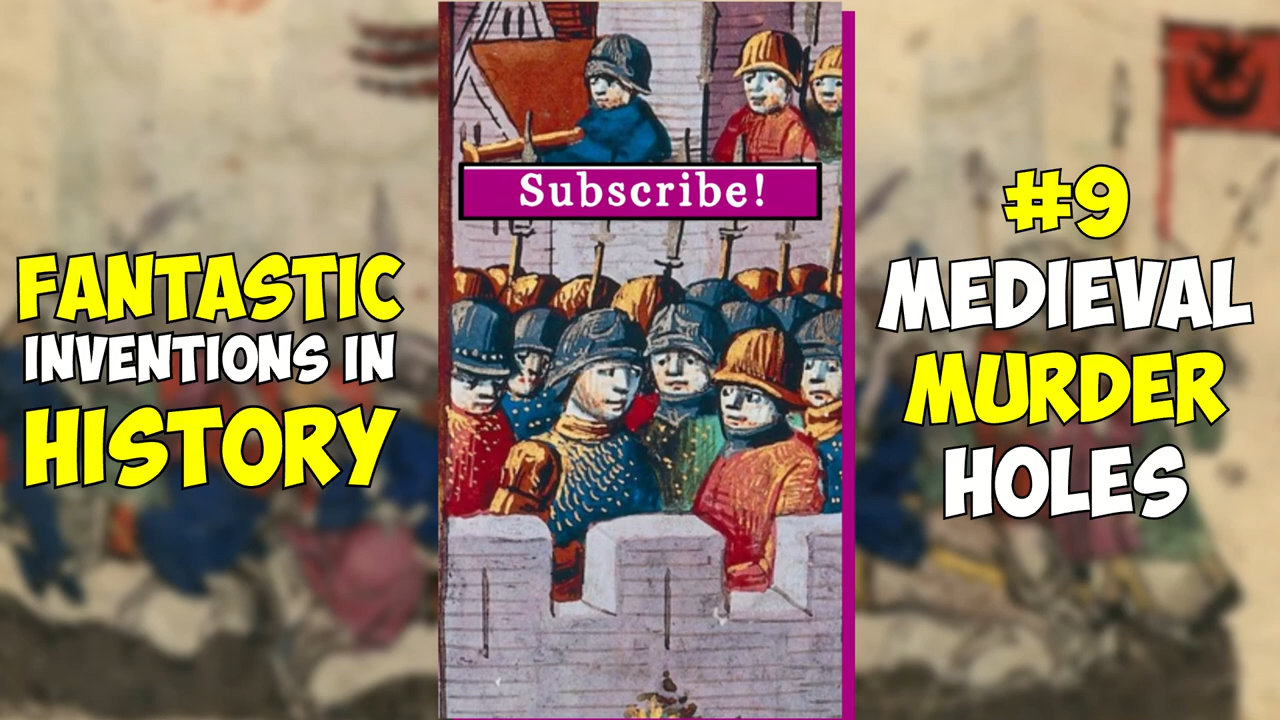 FANTASTIC
INVENTIONS IN
HISTORY
Subscribe!
#9
MEDIEVAL
MURDER
HOLES